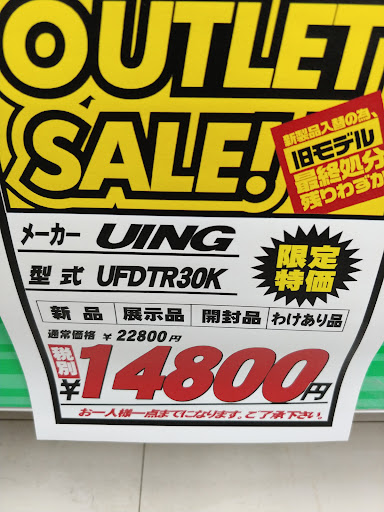 OUTLET
SALE!
新製品入替の為、
旧モデル
最終処分
残りわずか
メーカー UING
型式 UFDTR30K
限定
特価
新品 展示品 開封品 わけあり品
通常価格 ¥ 22800円
税別
¥14800円
お一人様一点までになります。ご了承下さい。